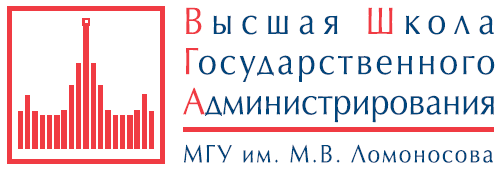 Высшая Школа
Государственного
Администрирования
МГУ им. М.В. Ломоносова